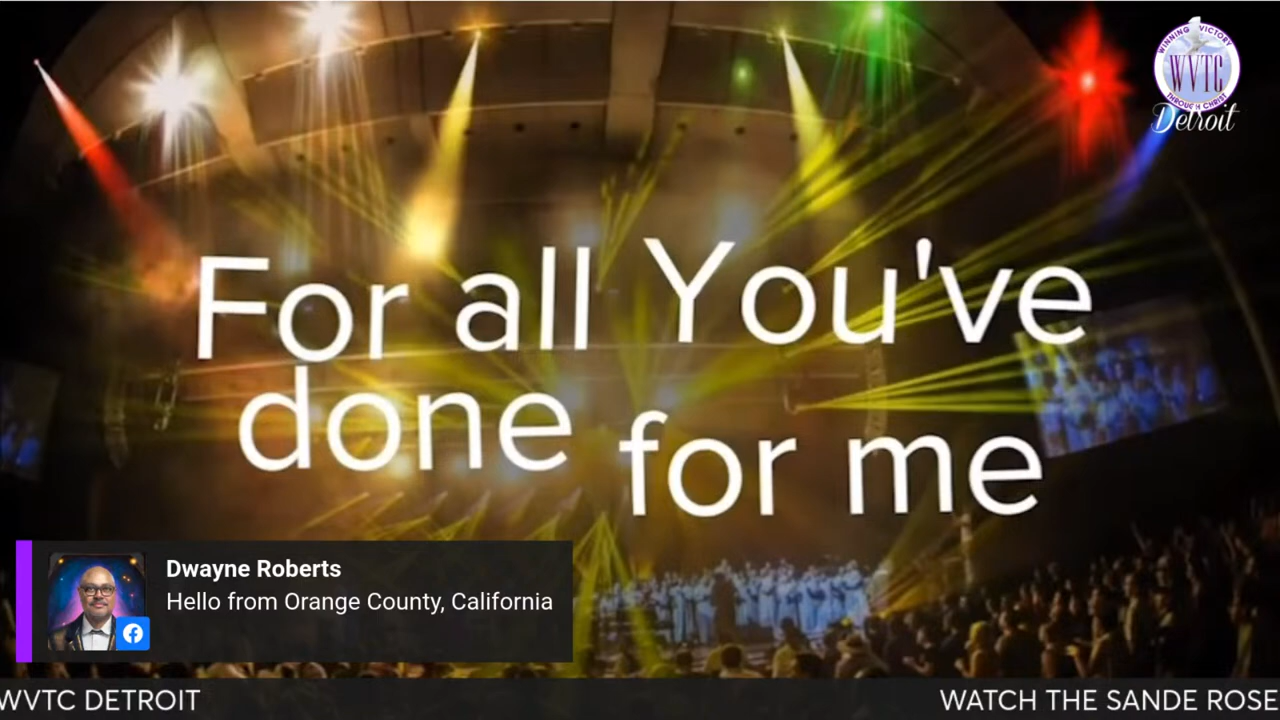 WINNING VICTORY
WVTC
THROUGH CHRIST
Detroit
For all You've
done for me
Dwayne Roberts
Hello from Orange County, California
WVTC DETROIT
WATCH THE SANDE ROSE